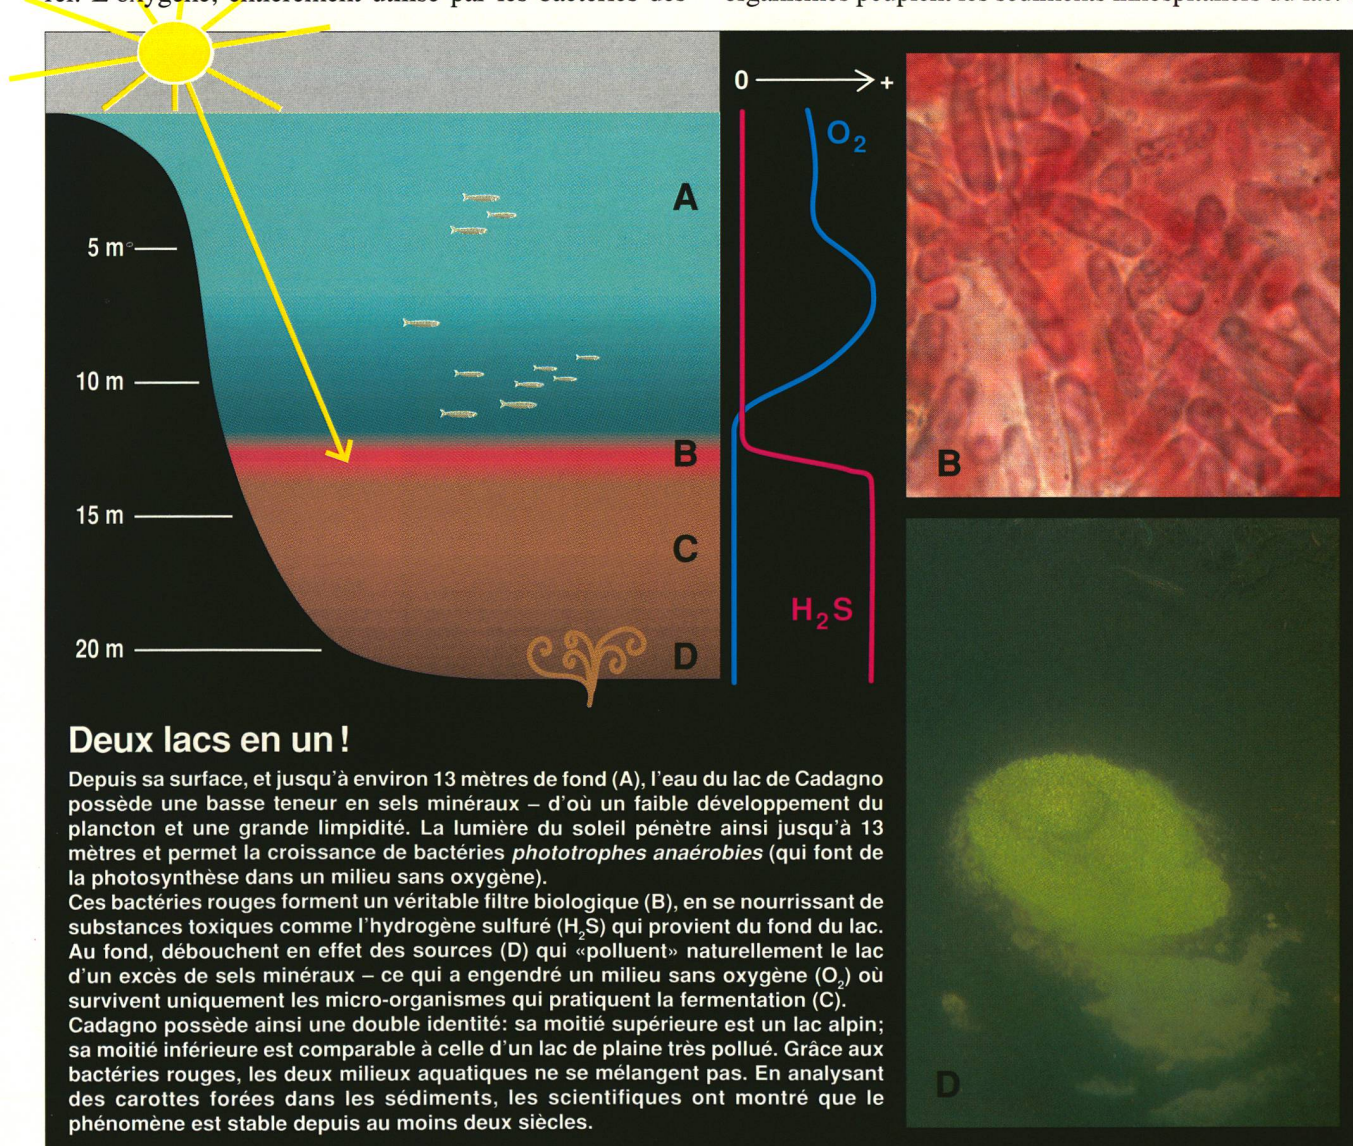 A
5 m
10 m
B
15 m
C
20 m
D
0 +
O2
H2S
B
D
Deux lacs en un !
Depuis sa surface, et jusqu'à environ 13 mètres de fond (A), l'eau du lac de Cadagno
possède une basse teneur en sels minéraux – d'où un faible développement du
plancton et une grande limpidité. La lumière du soleil pénètre ainsi jusqu'à 13
mètres et permet la croissance de bactéries phototrophes anaérobies (qui font de
la photosynthèse dans un milieu sans oxygène).
Ces bactéries rouges forment un véritable filtre biologique (B), en se nourrissant de
substances toxiques comme l'hydrogène sulfuré (H2S) qui provient du fond du lac.
Au fond, débouchent en effet des sources (D) qui «polluent» naturellement le lac
d'un excès de sels minéraux – ce qui a engendré un milieu sans oxygène (O2) où
survivent uniquement les micro-organismes qui pratiquent la fermentation (C).
Cadagno possède ainsi une double identité: sa moitié supérieure est un lac alpin;
sa moitié inférieure est comparable à celle d'un lac de plaine très pollué. Grâce aux
bactéries rouges, les deux milieux aquatiques ne se mélangent pas. En analysant
des carottes forées dans les sédiments, les scientifiques ont montré que le
phénomène est stable depuis au moins deux siècles.